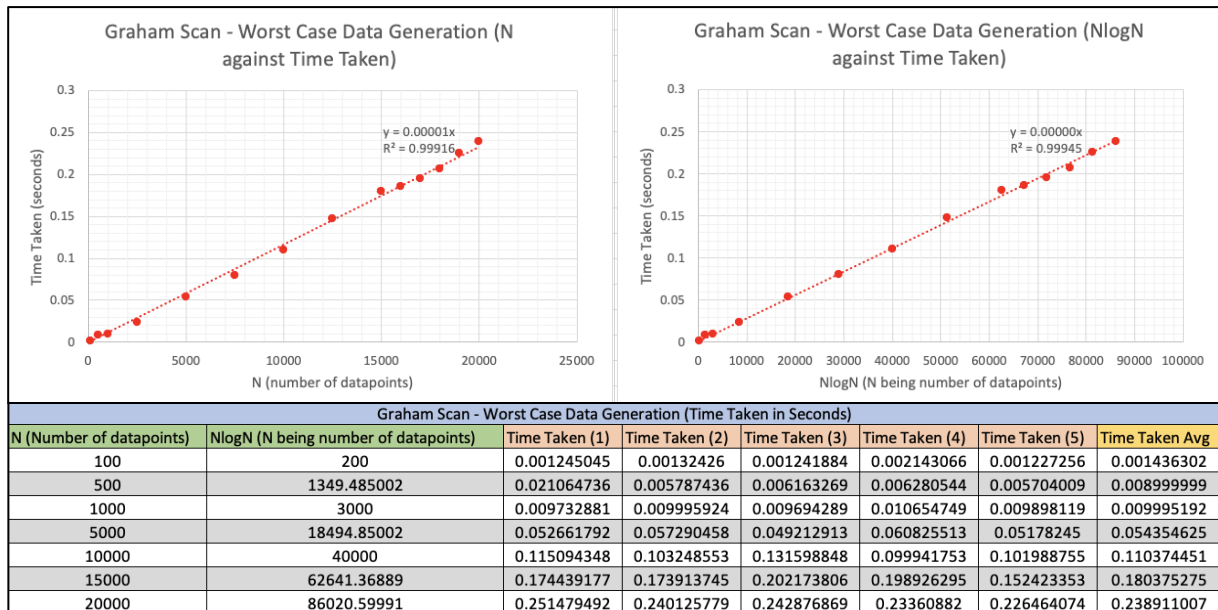 Graham Scan - Worst Case Data Generation (N
against Time Taken)
0.3
0.25
0.2
0.15
0.1
0.05
0
Time Taken (seconds)
y = 0.00001x
R² = 0.99916
0 5000 10000 15000 20000 25000
N (number of datapoints)
Graham Scan - Worst Case Data Generation (NlogN
against Time Taken)
0.3
0.25
0.2
0.15
0.1
0.05
0
Time Taken (seconds)
y = 0.00000x
R² = 0.99945
0 10000 20000 30000 40000 50000 60000 70000 80000 90000 100000
NlogN (N being number of datapoints)
Graham Scan - Worst Case Data Generation (Time Taken in Seconds)
N (Number of datapoints) NlogN (N being number of datapoints) Time Taken (1) Time Taken (2) Time Taken (3) Time Taken (4) Time Taken (5) Time Taken Avg
100 200 0.001245045 0.00132426 0.001241884 0.002143066 0.001227256 0.001436302
500 1349.485002 0.021064736 0.005787436 0.006163269 0.006280544 0.005704009 0.008999999
1000 3000 0.009732881 0.009995924 0.009694289 0.010654749 0.009898119 0.009995192
5000 18494.85002 0.052661792 0.057290458 0.049212913 0.060825513 0.05178245 0.054354625
10000 40000 0.115094348 0.103248553 0.131598848 0.099941753 0.101988755 0.110374451
15000 62641.36889 0.174439177 0.173913745 0.202173806 0.198926295 0.152423353 0.180375275
20000 86020.59991 0.251479492 0.240125779 0.242876869 0.23360882 0.226464074 0.238911007